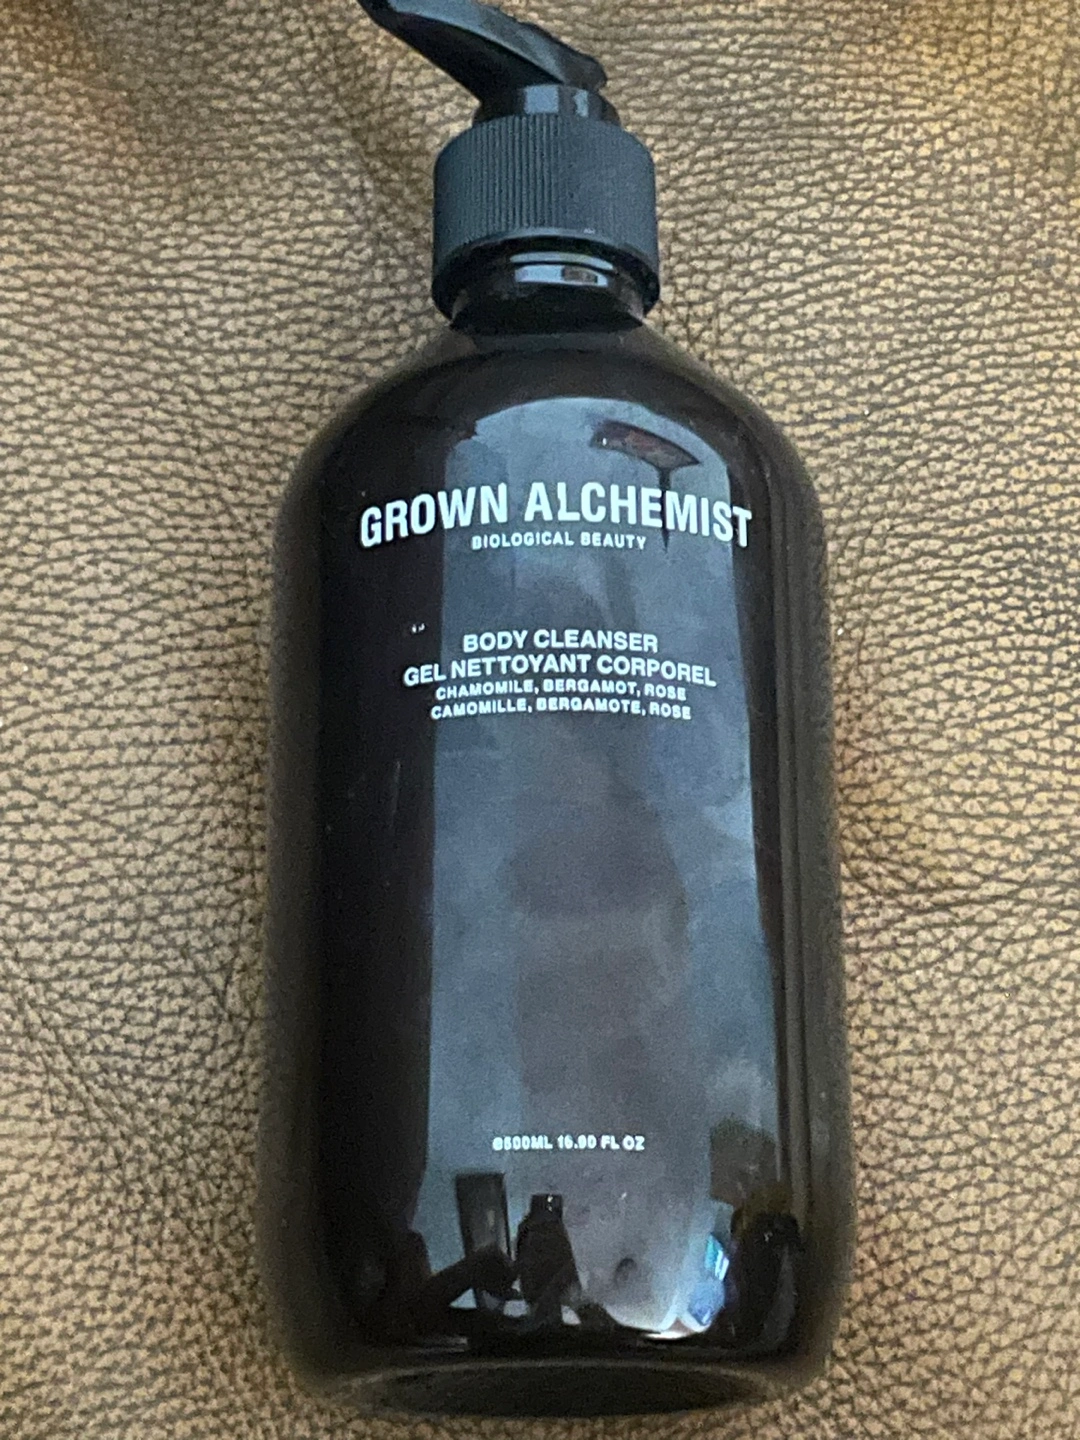 GROWN ALCHEMIST
BIOLOGICAL BEAUTY
BODY CLEANSER
GEL NETTOYANT CORPOREL
CHAMOMILE, BERGAMOT, ROSE
CAMOMILLE, BERGAMOTE, ROSE
℮500ML 16.90 FL OZ